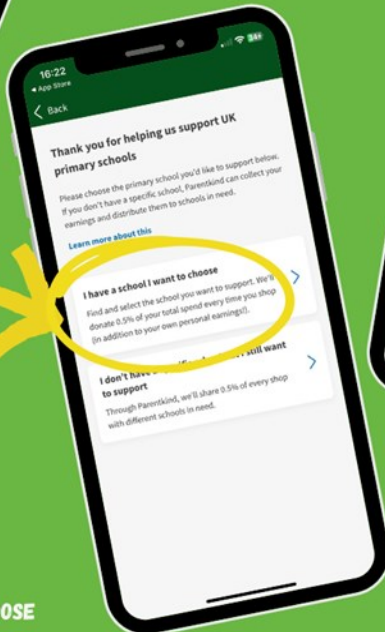 16:22
34+
App Store
Back
Thank you for helping us support UK
primary schools
Please choose the primary school you'd like to support below.
If you don't have a specific school, Parentkind can collect your
earnings and distribute them to schools in need.
Learn more about this
I have a school I want to choose
Find and select the school you want to support. We'll
donate 0.5% of your total spend every time you shop
(in addition to your own personal earnings!).
I don't have still want
to support
Through Parentkind, we'll share 0.5% of every shop
with different schools in need.
OSE